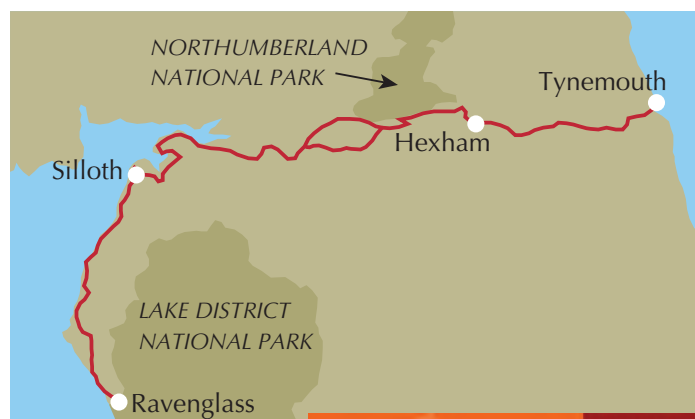 NORTHUMBERLAND
NATIONAL PARK
Tynemouth
Hexham
Silloth
LAKE DISTRICT
NATIONAL PARK
Ravenglass